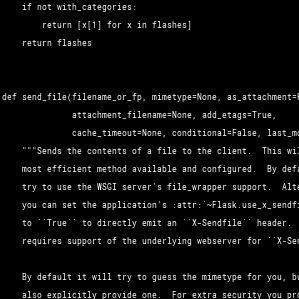 if not with_categories:
return [x[1] for x in flashes]
return flashes
def send_file(filename_or_fp, mimetype=None, as_attachment=F
attachment_filename=None, add_etags=True,
cache_timeout=None, conditional=False, last_mo
"""Sends the contents of a file to the client.  This wil
most efficient method available and configured.  By defa
try to use the WSGI server's file_wrapper support.  Alte
you can set the application's :attr:`~Flask.use_x_sendfi
to ``True`` to directly emit an ``X-Sendfile`` header.
requires support of the underlying webserver for ``X-Sen
By default it will try to guess the mimetype for you, bu
also explicitly provide one.  For extra security you pro